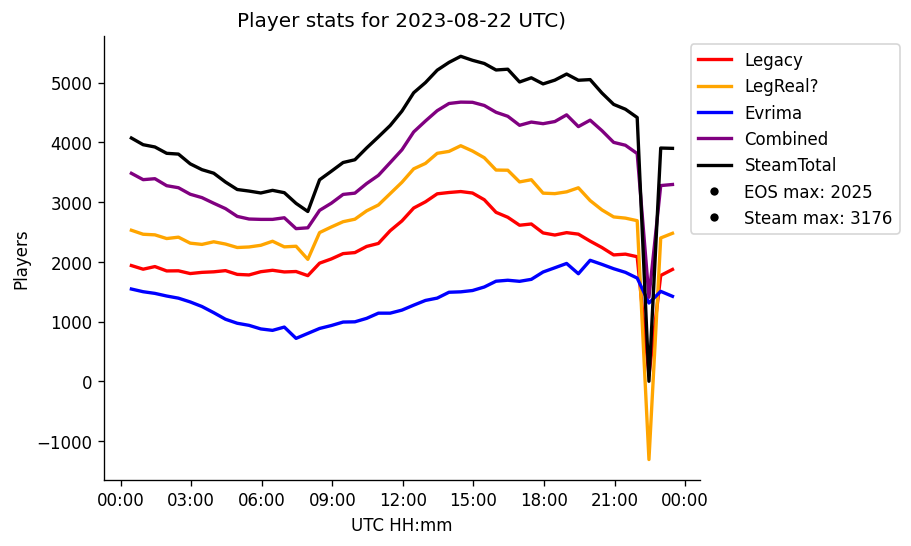 Player stats for 2023-08-22 UTC)
Legacy
LegReal?
Evrima
Combined
SteamTotal
EOS max: 2025
Steam max: 3176
Players
5000
4000
3000
2000
1000
0
−1000
00:00 03:00 06:00 09:00 12:00 15:00 18:00 21:00 00:00
UTC HH:mm